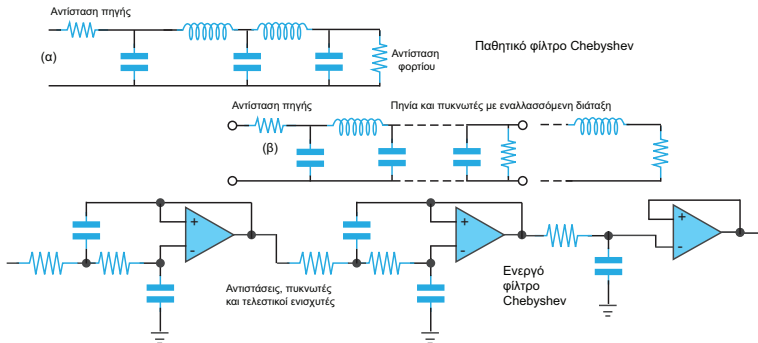 Αντίσταση πηγής
(α)
Αντίσταση
φορτίου
Παθητικό φίλτρο Chebyshev
Αντίσταση πηγής
Πηνία και πυκνωτές με εναλλασσόμενη διάταξη
(β)
+
-
+
-
+
-
Αντιστάσεις, πυκνωτές
και τελεστικοί ενισχυτές
Ενεργό
φίλτρο
Chebyshev